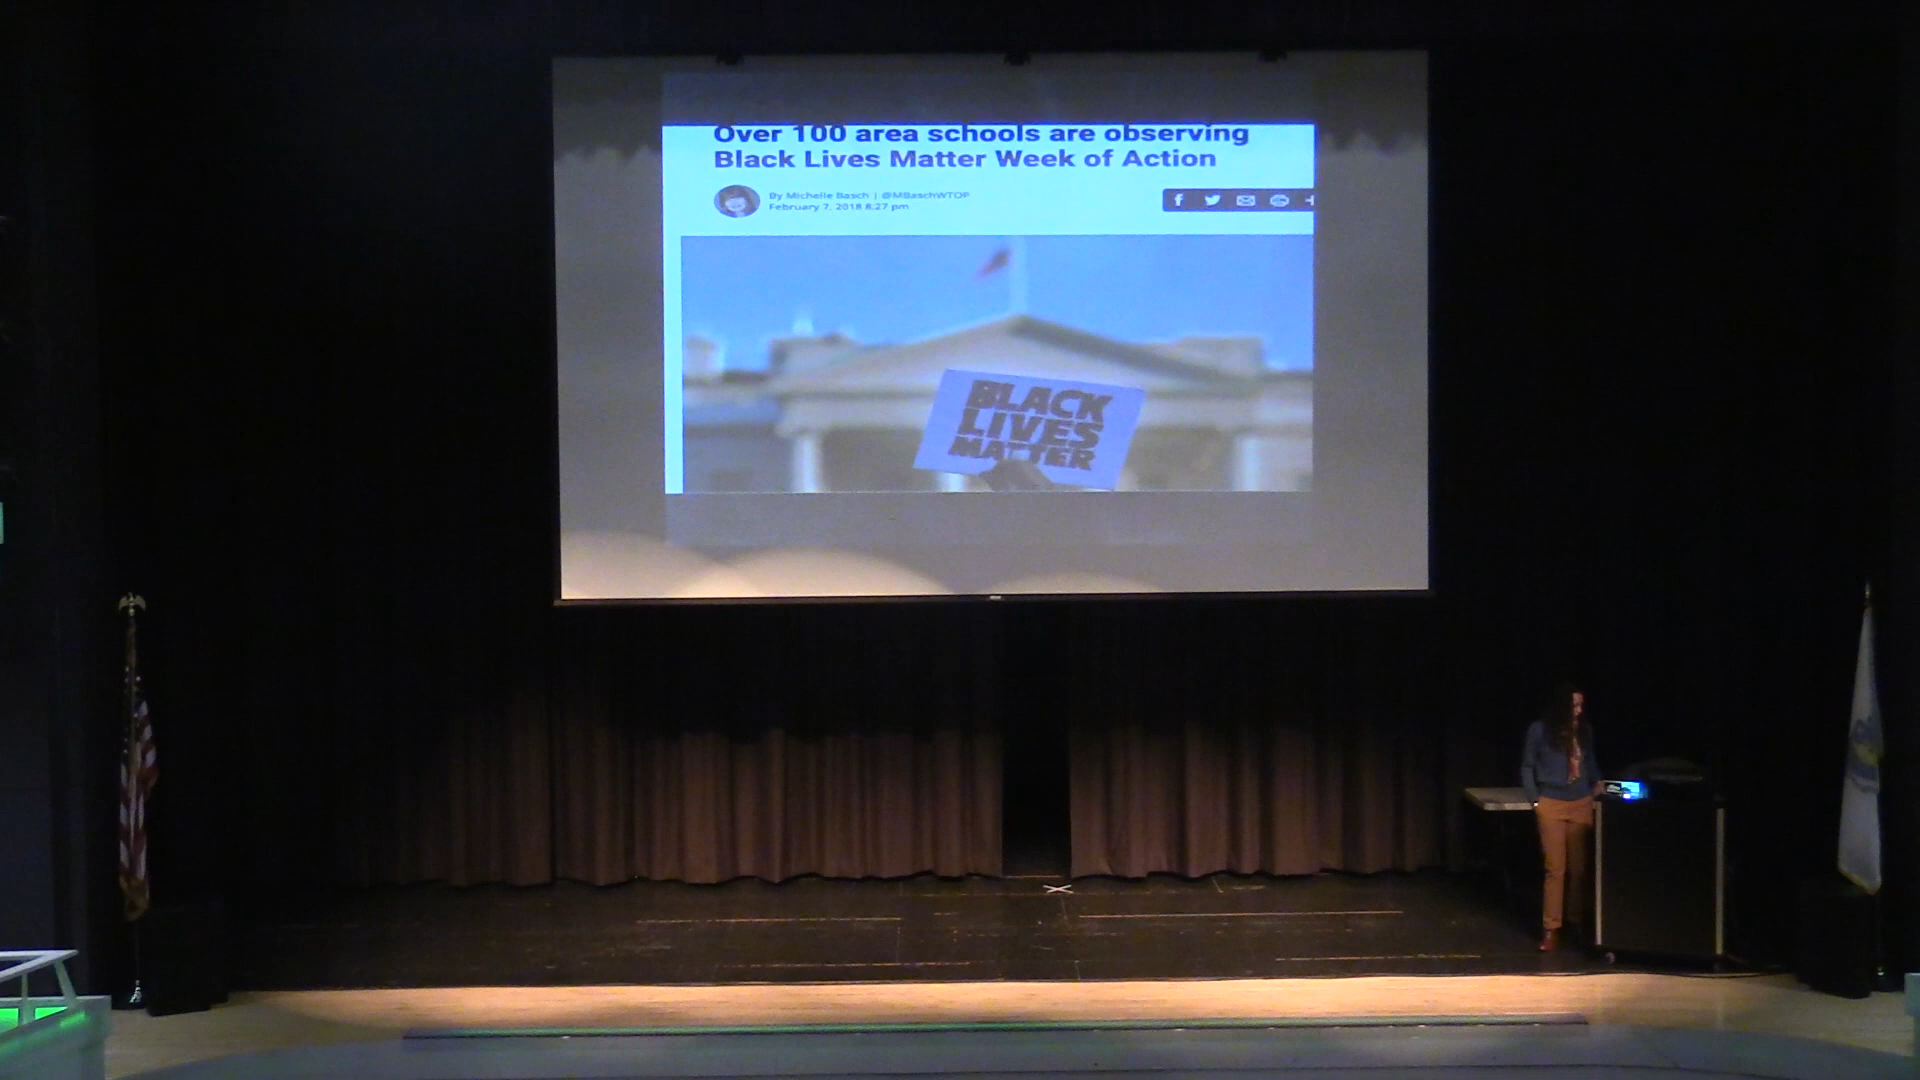 Over 100 area schools are observing
Black Lives Matter Week of Action
By Michelle Basch | @MBaschWTOP
February 7, 2018 8:27 pm
BLACK
LIVES
MATTER